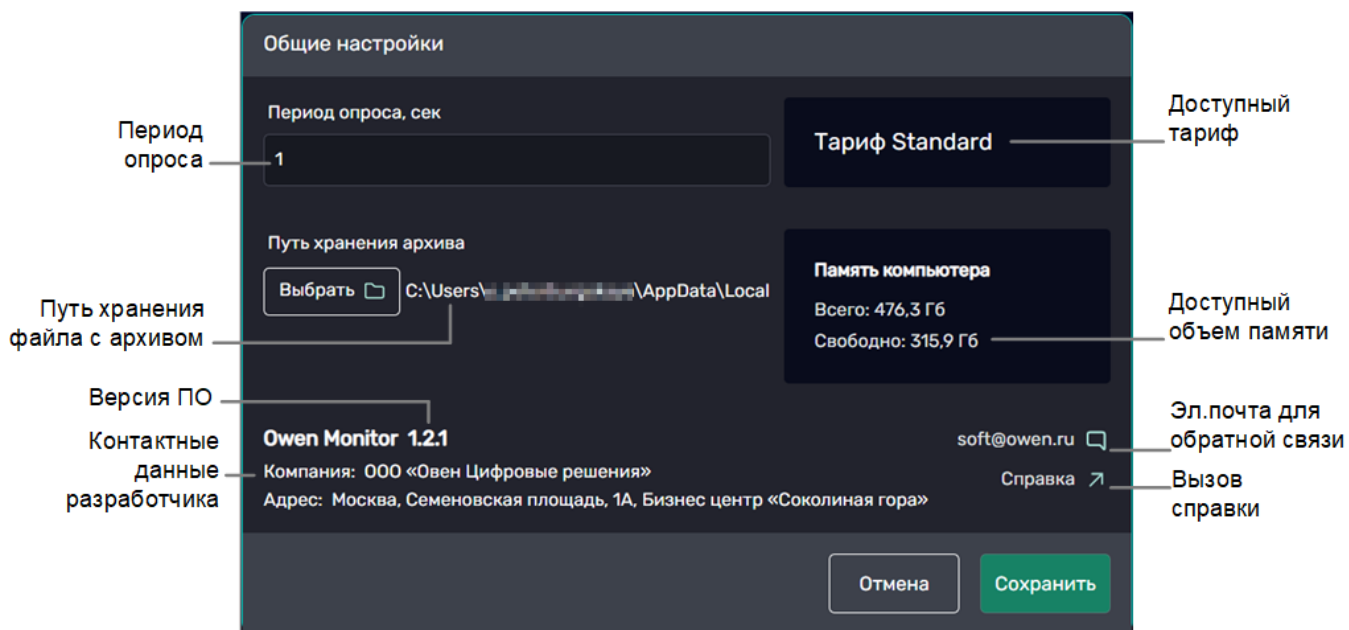 Общие настройки
Период опроса, сек
1
Тариф Standard
Доступный
тариф
Период
опроса
Путь хранения архива
Выбрать
C:\Users\
\AppData\Local
Память компьютера
Всего: 476,3 Гб
Свободно: 315,9 Гб
Путь хранения
файла с архивом
Доступный
объем памяти
Версия ПО
Owen Monitor 1.2.1
Контактные
данные
разработчика
Компания: ООО «Овен Цифровые решения»
Адрес: Москва, Семеновская площадь, 1А, Бизнес центр «Соколиная гора»
soft@owen.ru
Справка
Эл.почта для
обратной связи
Вызов
справки
Отмена
Сохранить